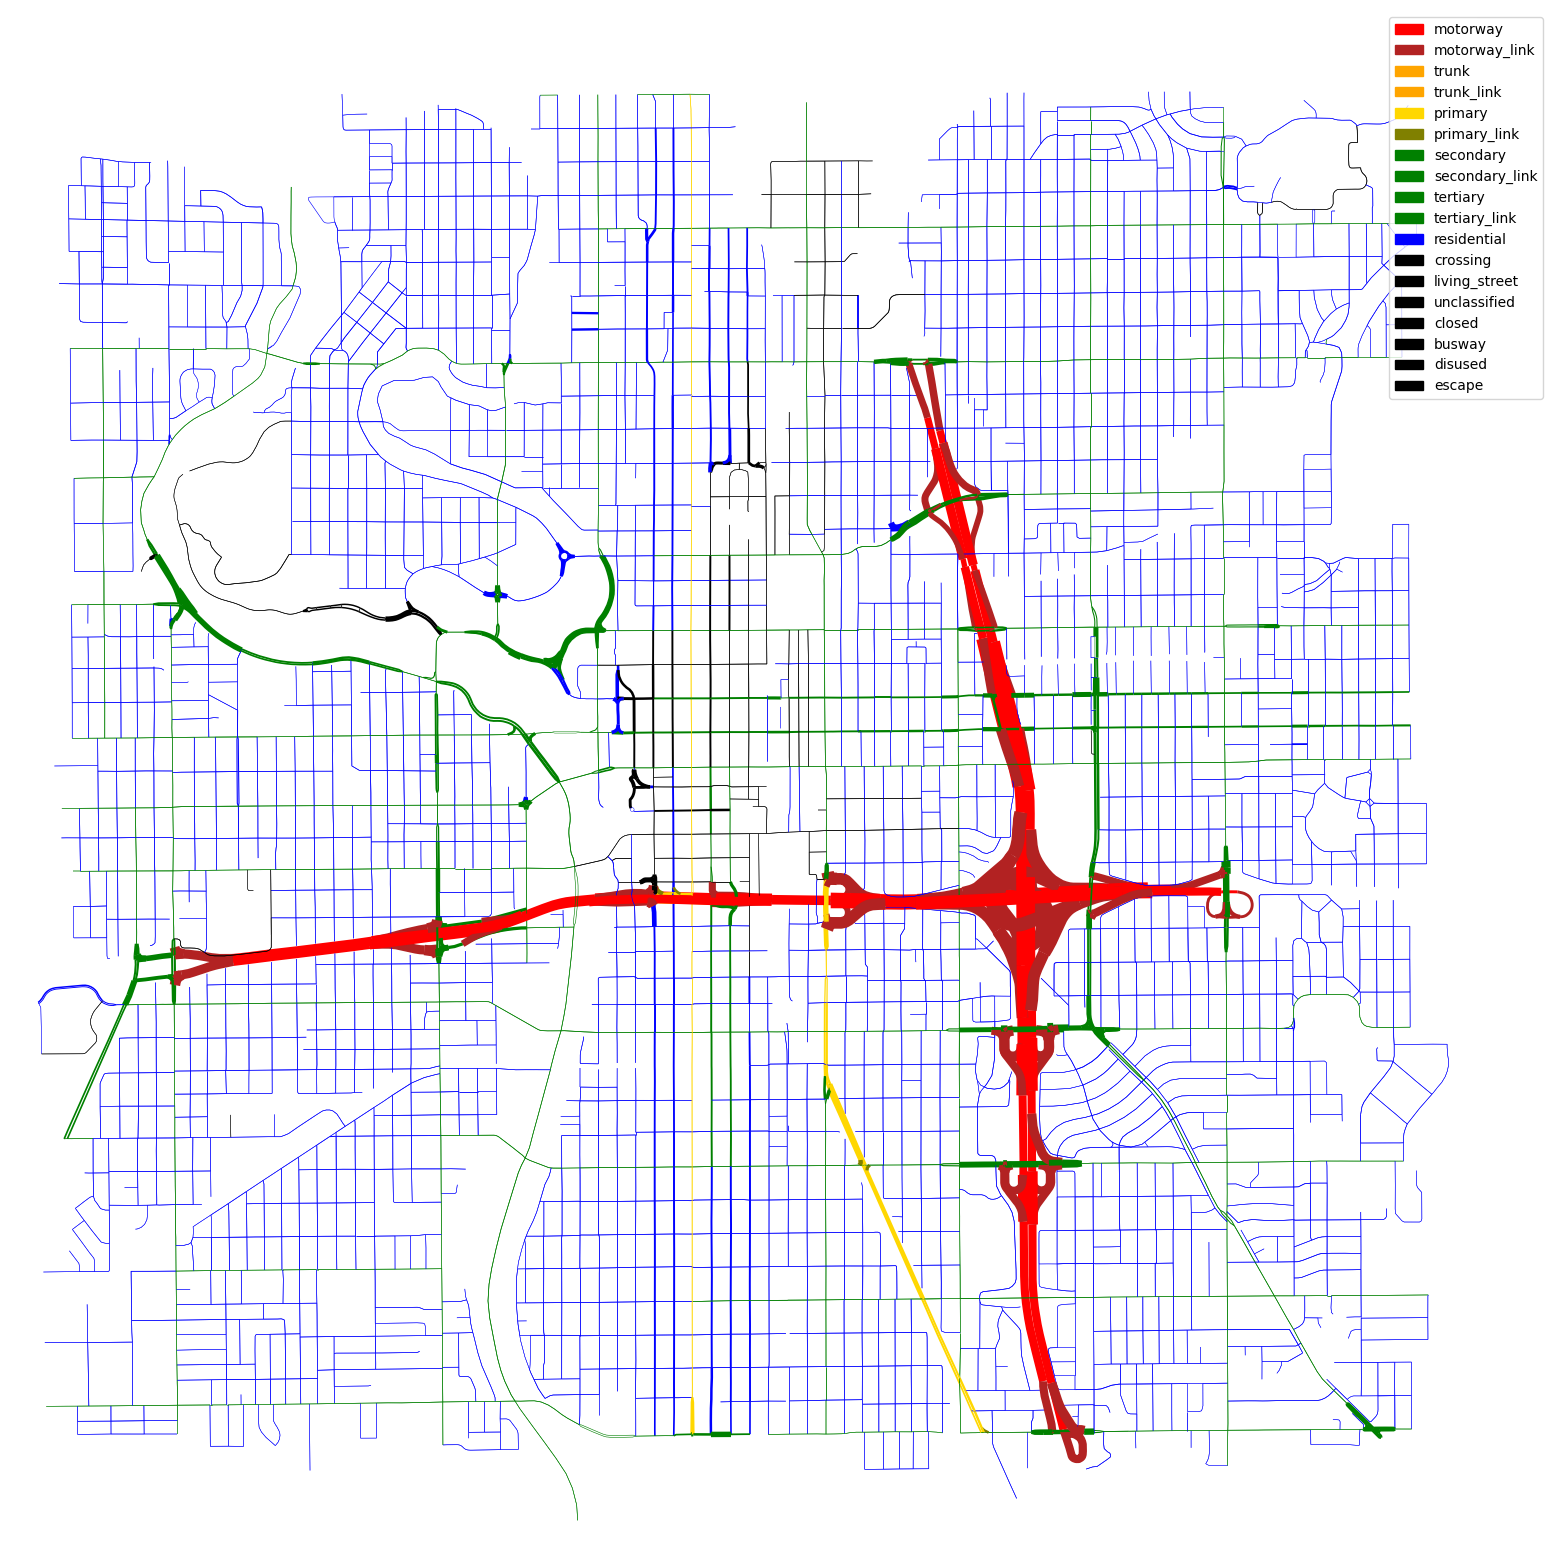 motorway
motorway_link
trunk
trunk_link
primary
primary_link
secondary
secondary_link
tertiary
tertiary_link
residential
crossing
living_street
unclassified
closed
busway
disused
escape